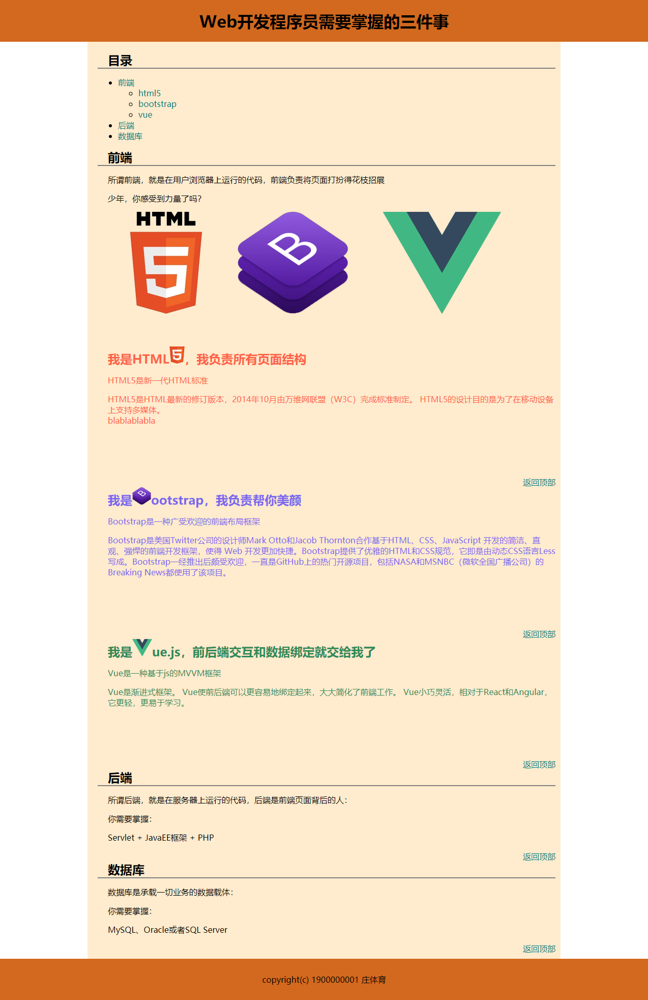 Web开发程序员需要掌握的三件事
目录
前端
html5
bootstrap
vue
后端
数据库
前端
所谓前端，就是在用户浏览器上运行的代码，前端负责将页面打扮得花枝招展
少年，你感受到力量了吗？
HTML
5
B
我是HTML5，我负责所有页面结构
HTML5是新一代HTML标准
HTML5是HTML最新的修订版本，2014年10月由万维网联盟（W3C）完成标准制定。 HTML5的设计目的是为了在移动设备
上支持多媒体。
blablablabla
返回顶部
我是Bootstrap，我负责帮你美颜
Bootstrap是一种广受欢迎的前端布局框架
Bootstrap是美国Twitter公司的设计师Mark Otto和Jacob Thornton合作基于HTML、CSS、JavaScript 开发的简洁、直
观、强悍的前端开发框架，使得 Web 开发更加快捷。Bootstrap提供了优雅的HTML和CSS规范，它即是由动态CSS语言Less
写成。Bootstrap一经推出后颇受欢迎，一直是GitHub上的热门开源项目，包括NASA和MSNBC（微软全国广播公司）的
Breaking News都使用了该项目。
返回顶部
我是Vue.js，前后端交互和数据绑定就交给我了
Vue是一种基于js的MVVM框架
Vue是渐进式框架。 Vue使前后端可以更容易地绑定起来，大大简化了前端工作。 Vue小巧灵活，相对于React和Angular，
它更轻，更易于学习。
返回顶部
后端
所谓后端，就是在服务器上运行的代码，后端是前端页面背后的人：
你需要掌握：
Servlet + JavaEE框架 + PHP
返回顶部
数据库
数据库是承载一切业务的数据载体：
你需要掌握：
MySQL、Oracle或者SQL Server
返回顶部
copyright(c) 1900000001 庄体育